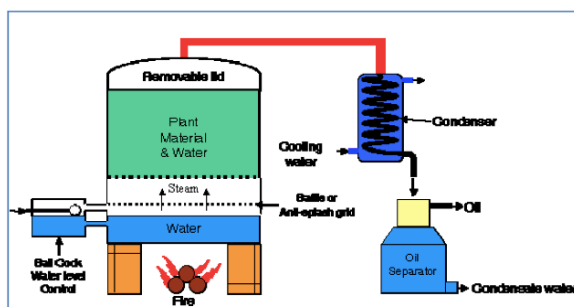 Removable lid
Plant
Material
& Water
Condenser
Cooling
water
Steam
Baffle or
Anti-splash grid
Oil
Water
Oil
Separator
Ball Cock
Water level
Control
Condensate water
Fire